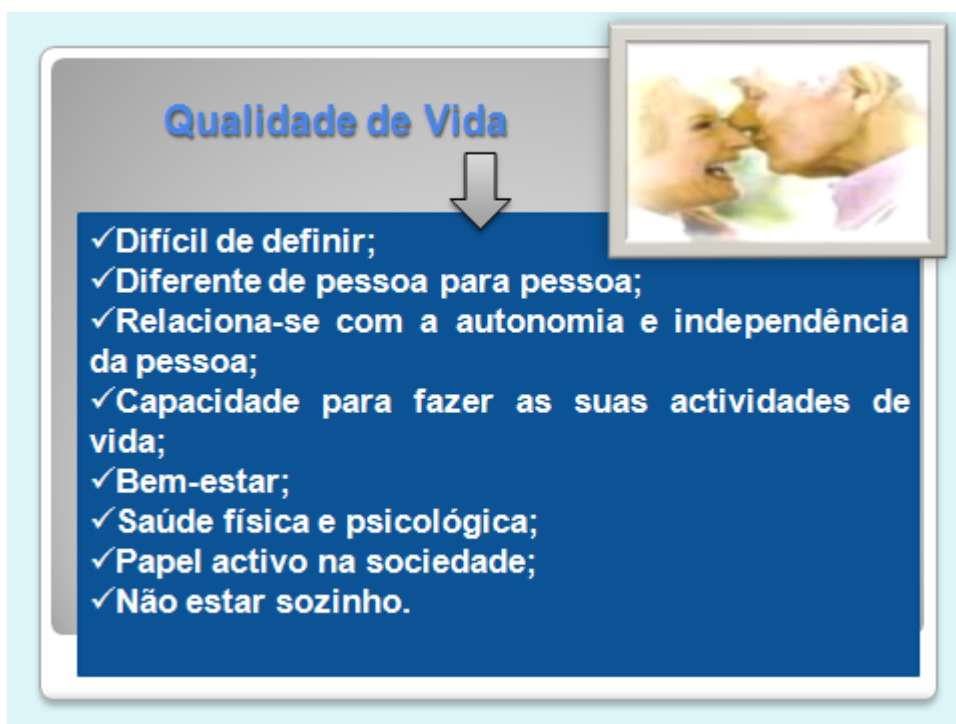 Qualidade de Vida
✓Difícil de definir;
✓Diferente de pessoa para pessoa;
✓Relaciona-se com a autonomia e independência
da pessoa;
✓Capacidade para fazer as suas actividades de
vida;
✓Bem-estar;
✓Saúde física e psicológica;
✓Papel activo na sociedade;
✓Não estar sozinho.